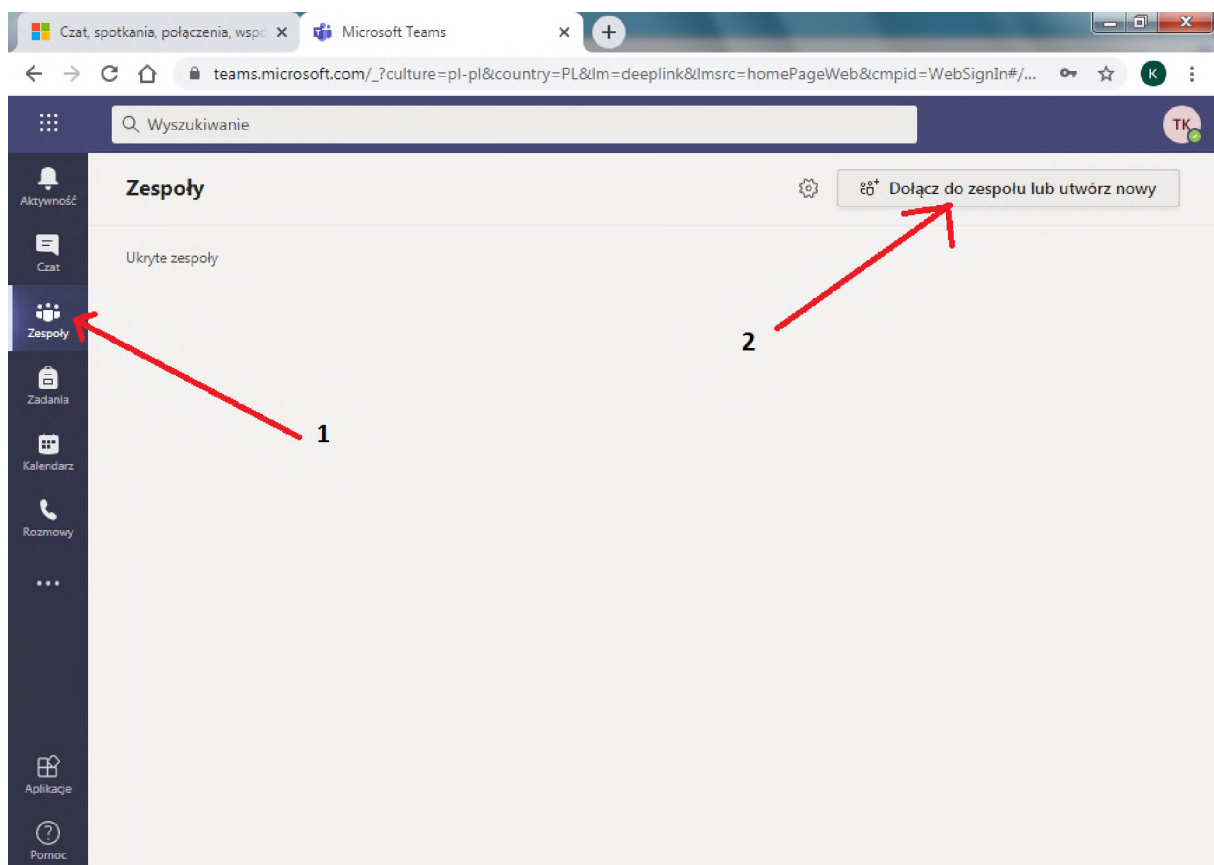 Czat, spotkania, połączenia, wspó
Microsoft Teams
teams.microsoft.com/_?culture=pl-pl&country=PL&lm=deeplink&lmsrc=homePageWeb&cmpid=WebSignIn#/...
K
Wyszukiwanie
TK
Aktywność
Zespoły
Dołącz do zespołu lub utwórz nowy
Czat
Ukryte zespoły
Zespoły
2
Zadania
1
Kalendarz
Rozmowy
Aplikacje
Pomoc